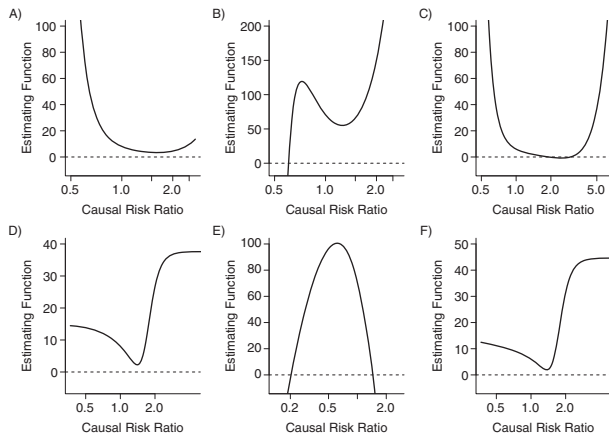 A) B) C)
Estimating Function Estimating Function Estimating Function
100 200 100
80 150 80
60 100 60
40 50 40
20 0 20
0 0
0.5 1.0 2.0 0.5 1.0 2.0 0.5 1.0 2.0 5.0
Causal Risk Ratio Causal Risk Ratio Causal Risk Ratio
D) E) F)
Estimating Function Estimating Function Estimating Function
40 100 50
30 80 40
20 60 30
10 40 20
0 20 10
0 0
0.5 1.0 2.0 0.2 0.5 2.0 0.5 1.0 2.0
Causal Risk Ratio Causal Risk Ratio Causal Risk Ratio